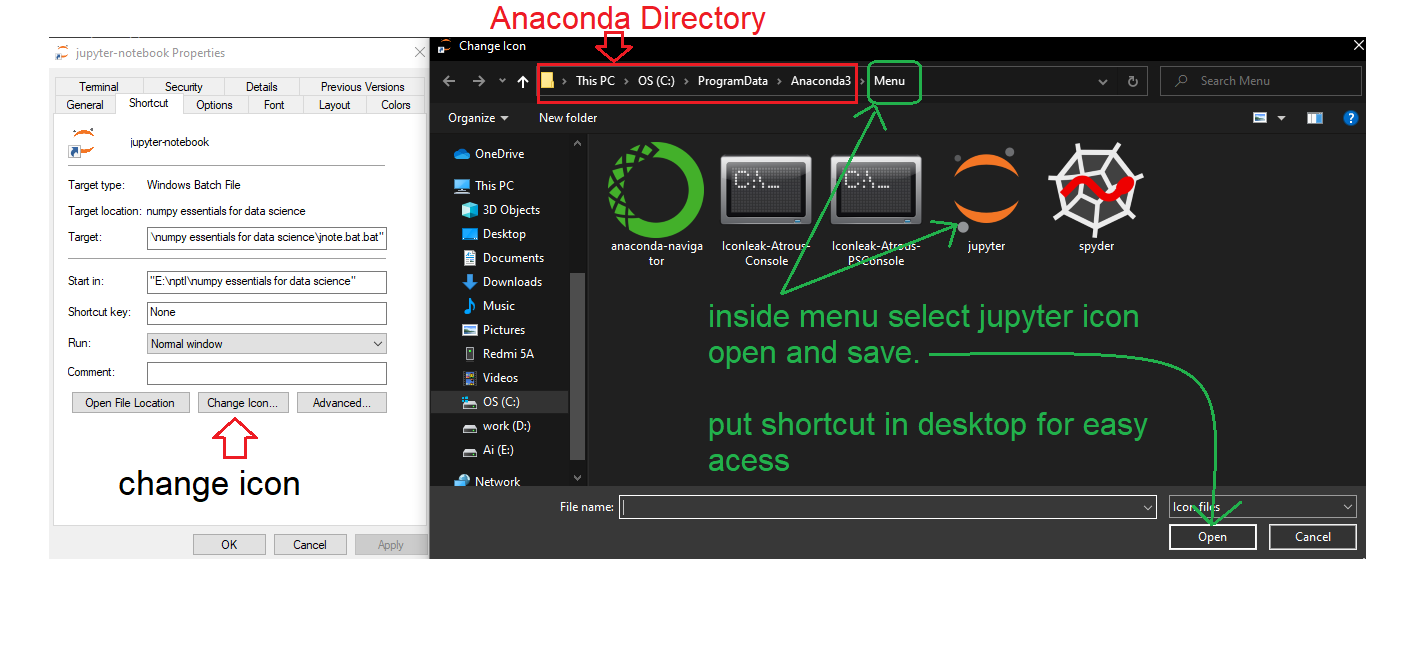 Anaconda Directory
jupyter-notebook Properties
Terminal
Security
Details
Previous Versions
General
Shortcut
Options
Font
Layout
Colors
jupyter-notebook
Target type:
Windows Batch File
Target location:
numpy essentials for data science
Target:
\numpy essentials for data science\jnote.bat.bat"
Start in:
"E:\nptl\numpy essentials for data science"
Shortcut key:
None
Run:
Normal window
Comment:
Open File Location
Change Icon...
Advanced...
change icon
OK
Cancel
Apply
Change Icon
This PC
OS (C:)
ProgramData
Anaconda3
Menu
Search Menu
Organize
New folder
OneDrive
This PC
3D Objects
Desktop
Documents
Downloads
Music
Pictures
Redmi 5A
Videos
OS (C:)
work (D:)
Ai (E:)
Network
C:\_
C:\_
anaconda-naviga
tor
Iconleak-Atrous-
Console
Iconleak-Atrous-
PSConsole
jupyter
spyder
inside menu select jupyter icon
open and save.
put shortcut in desktop for easy
acess
File name:
Icon files
Open
Cancel